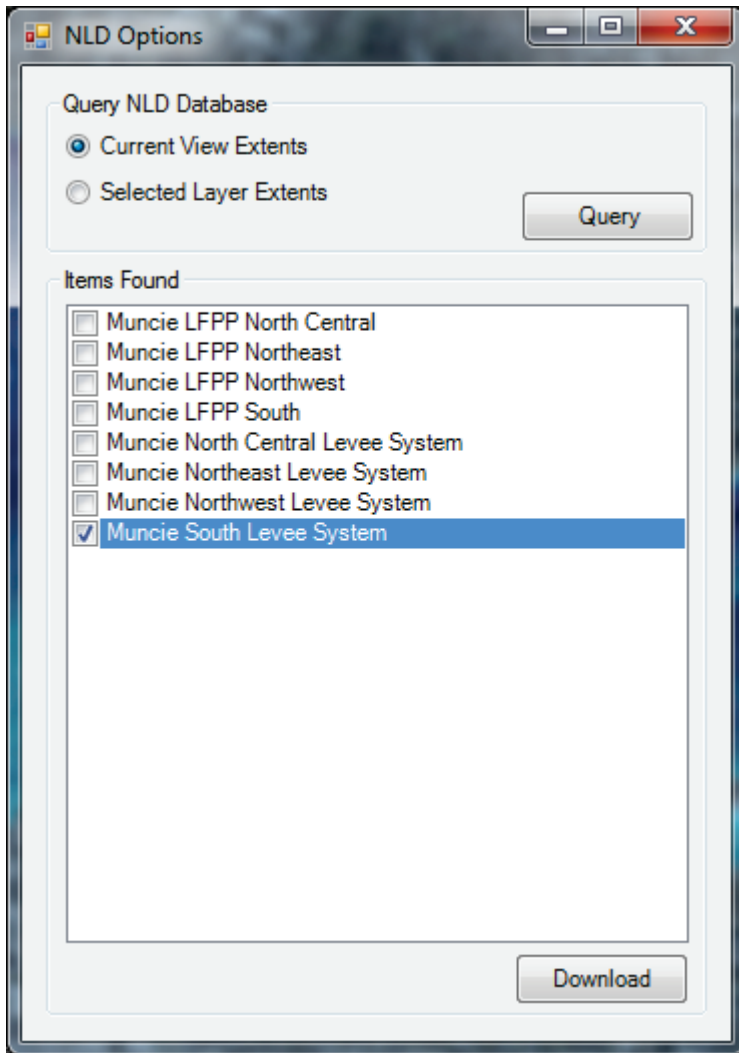 NLD Options
Query NLD Database
Current View Extents
Selected Layer Extents
Query
Items Found
Muncie LFPP North Central
Muncie LFPP Northeast
Muncie LFPP Northwest
Muncie LFPP South
Muncie North Central Levee System
Muncie Northeast Levee System
Muncie Northwest Levee System
Muncie South Levee System
Download